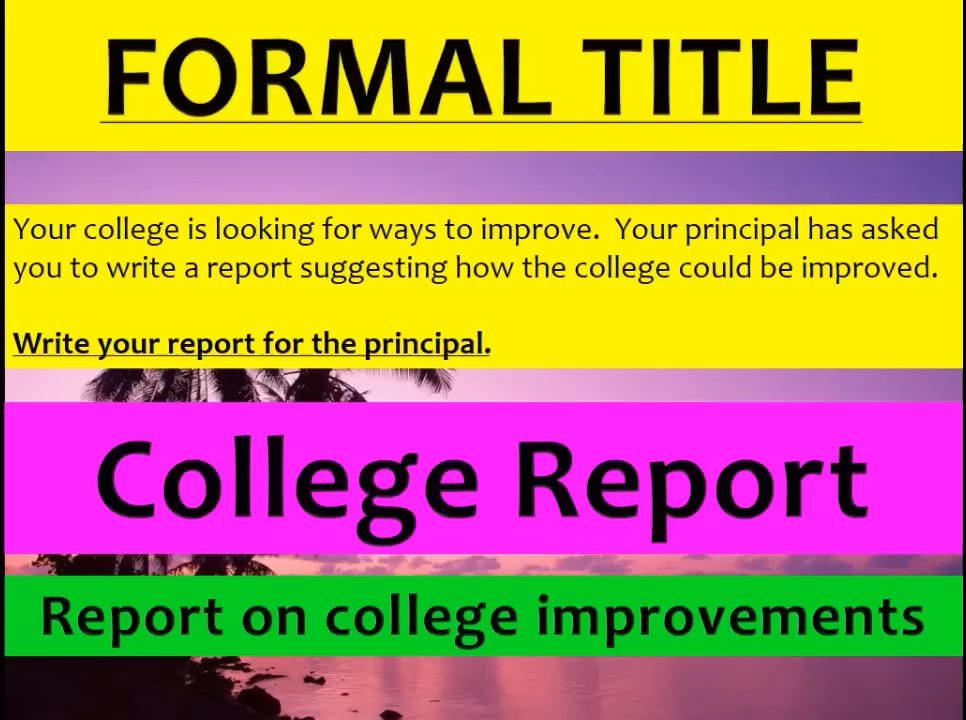 FORMAL TITLE
Your college is looking for ways to improve.  Your principal has asked
you to write a report suggesting how the college could be improved.
Write your report for the principal.
College Report
Report on college improvements